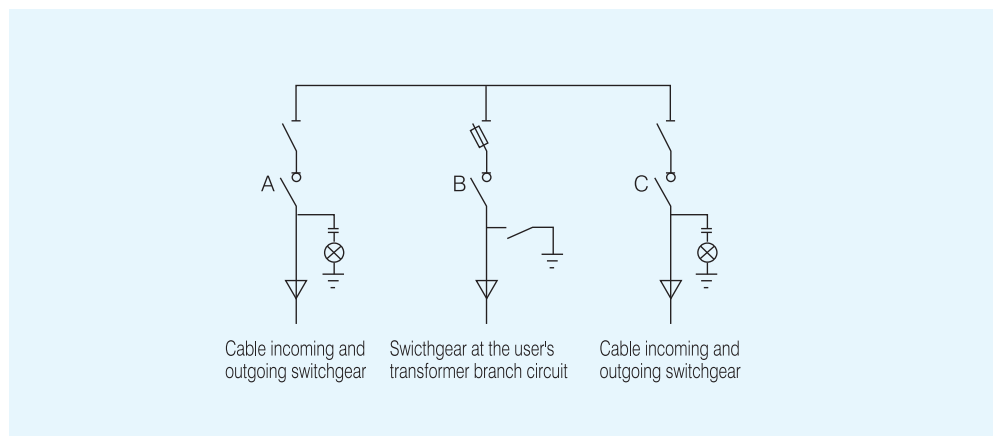 A
B
C
Cable incoming and
outgoing switchgear
Swicthgear at the user's
transformer branch circuit
Cable incoming and
outgoing switchgear